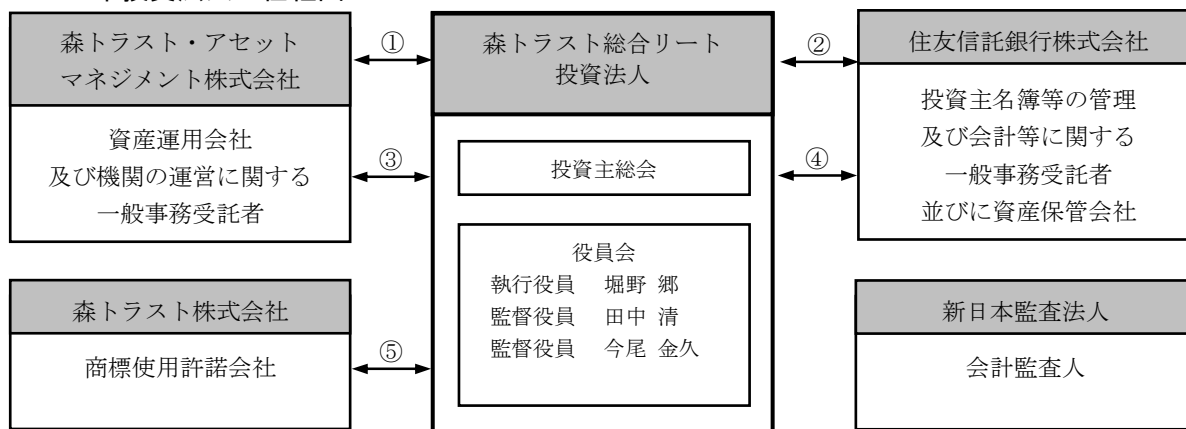 森トラスト・アセット
マネジメント株式会社
資産運用会社
及び機関の運営に関する
一般事務受託者
①
③
森トラスト総合リート
投資法人
投資主総会
役員会
執行役員 堀野 郷
監督役員 田中 清
監督役員 今尾 金久
②
④
住友信託銀行株式会社
投資主名簿等の管理
及び会計等に関する
一般事務受託者
並びに資産保管会社
森トラスト株式会社
商標使用許諾会社
⑤
新日本監査法人
会計監査人